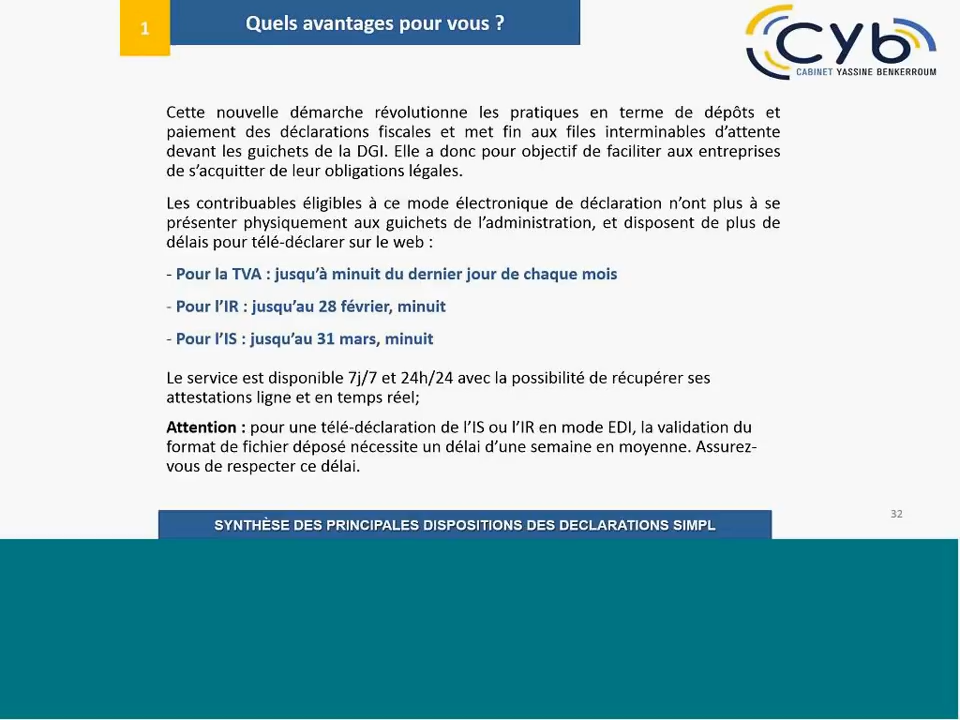 1
Quels avantages pour vous ?
CYb
CABINET YASSINE BENKERROUM
Cette nouvelle démarche révolutionne les pratiques en terme de dépôts et
paiement des déclarations fiscales et met fin aux files interminables d’attente
devant les guichets de la DGI. Elle a donc pour objectif de faciliter aux entreprises
de s’acquitter de leur obligations légales.
Les contribuables éligibles à ce mode électronique de déclaration n’ont plus à se
présenter physiquement aux guichets de l’administration, et disposent de plus de
délais pour télé-déclarer sur le web :
- Pour la TVA : jusqu’à minuit du dernier jour de chaque mois
- Pour l’IR : jusqu’au 28 février, minuit
- Pour l’IS : jusqu’au 31 mars, minuit
Le service est disponible 7j/7 et 24h/24 avec la possibilité de récupérer ses
attestations ligne et en temps réel;
Attention : pour une télé-déclaration de l’IS ou l’IR en mode EDI, la validation du
format de fichier déposé nécessite un délai d’une semaine en moyenne. Assurez-
vous de respecter ce délai.
SYNTHÈSE DES PRINCIPALES DISPOSITIONS DES DECLARATIONS SIMPL
32